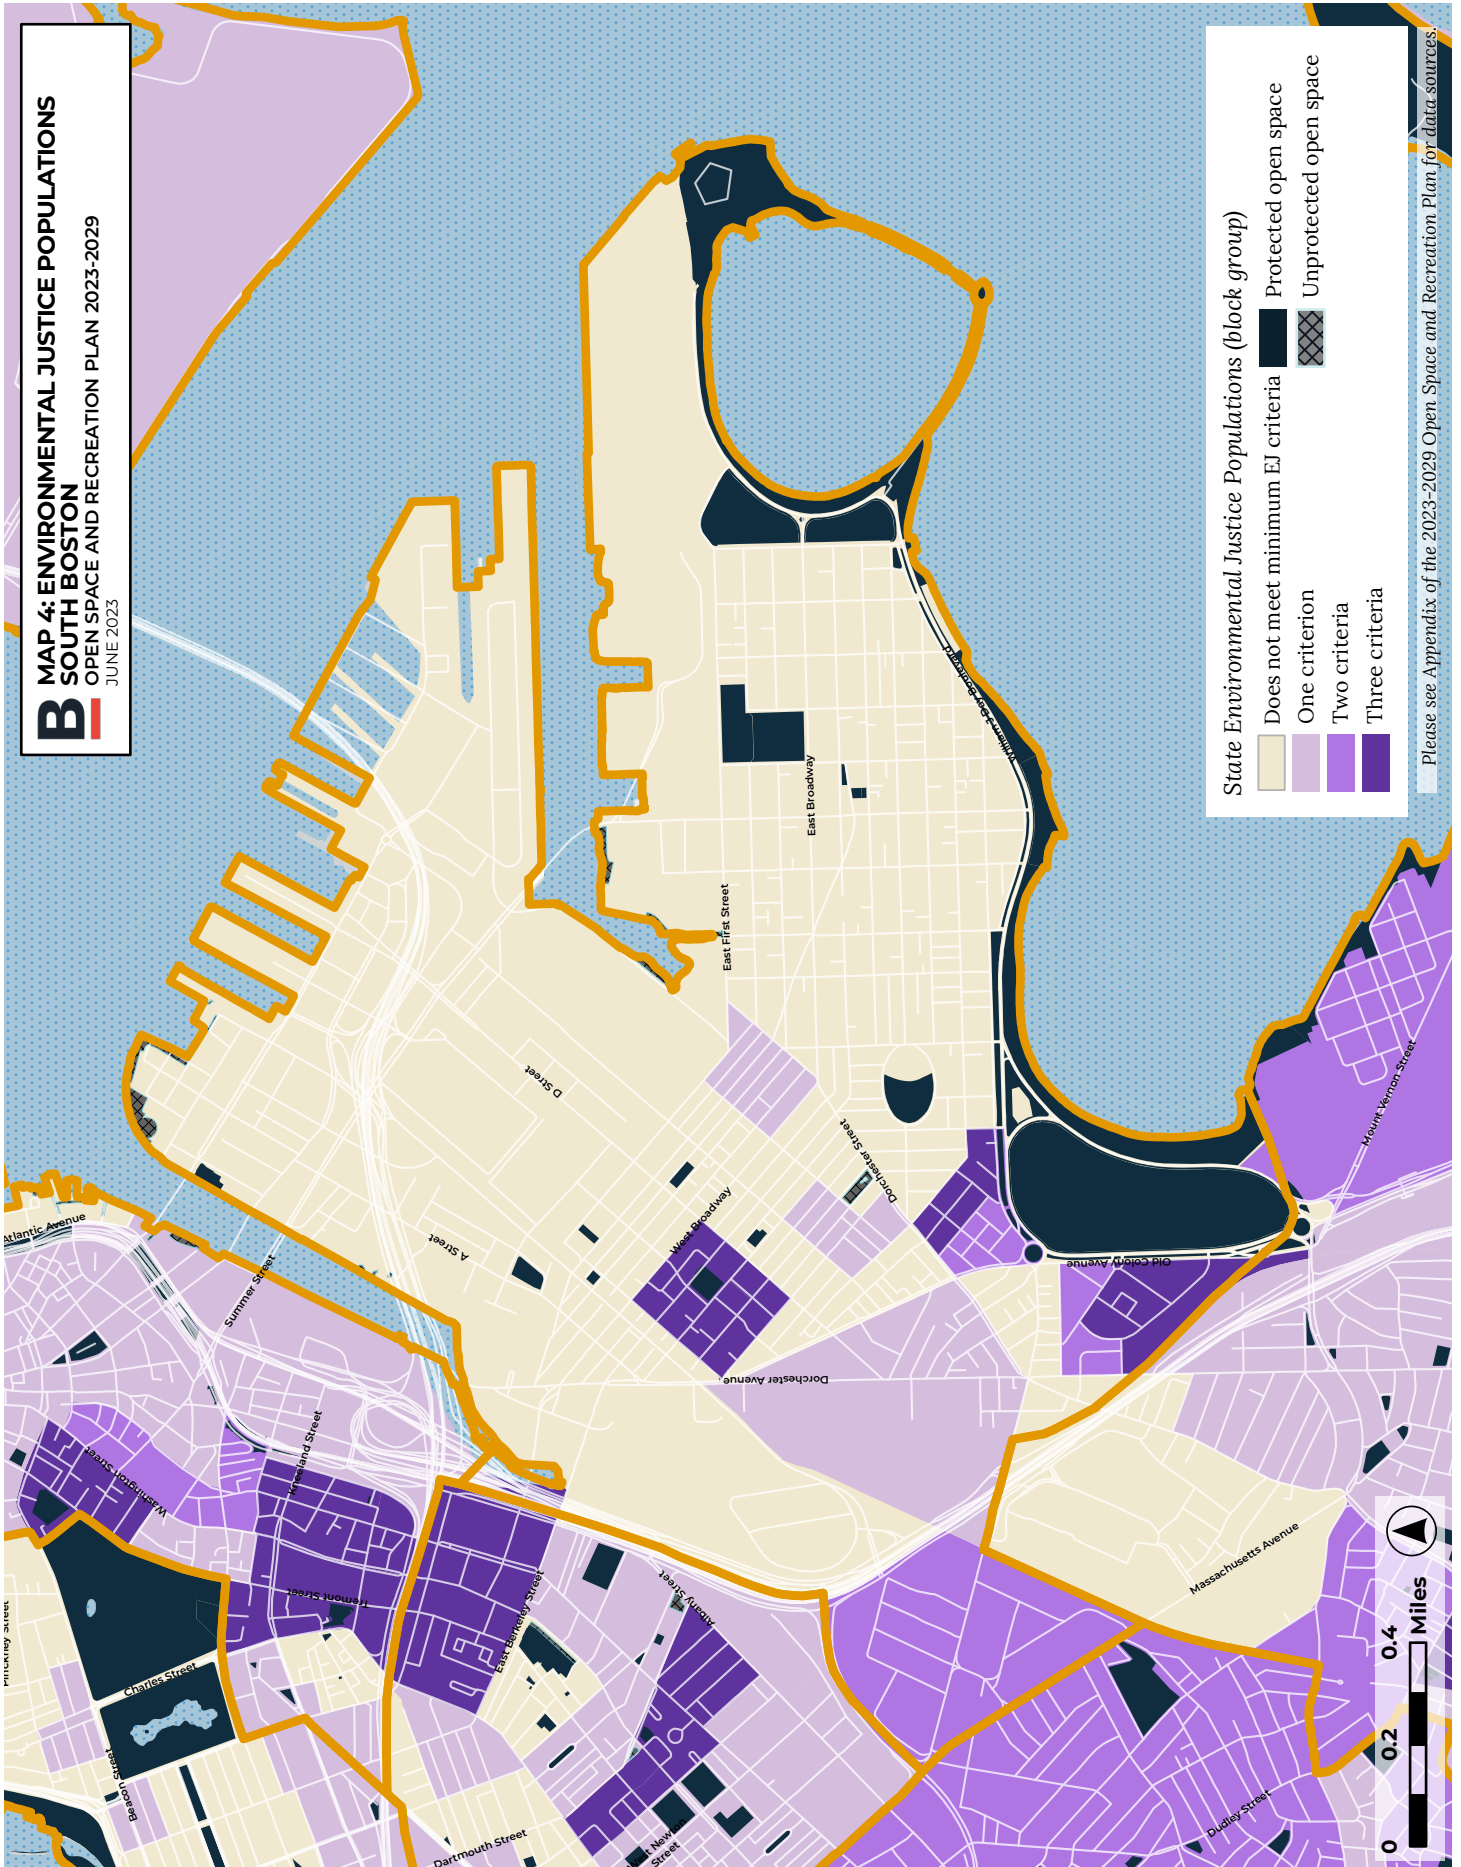 B
MAP 4: ENVIRONMENTAL JUSTICE POPULATIONS
SOUTH BOSTON
OPEN SPACE AND RECREATION PLAN 2023-2029
JUNE 2023
State Environmental Justice Populations (block group)
Does not meet minimum EJ criteria
One criterion
Two criteria
Three criteria
Protected open space
Unprotected open space
Please see Appendix of the 2023-2029 Open Space and Recreation Plan for data sources.
0
0.2
0.4
Miles
Atlantic Avenue
Summer Street
A Street
D Street
West Broadway
East Broadway
East First Street
Dorchester Street
William J Day Boulevard
Old Colony Avenue
Dorchester Avenue
Mount Vernon Street
Massachusetts Avenue
Dudley Street
Washington Street
Kneeland Street
Tremont Street
East Berkeley Street
Albany Street
Charles Street
Beacon Street
Dartmouth Street
Newton
Street
Street